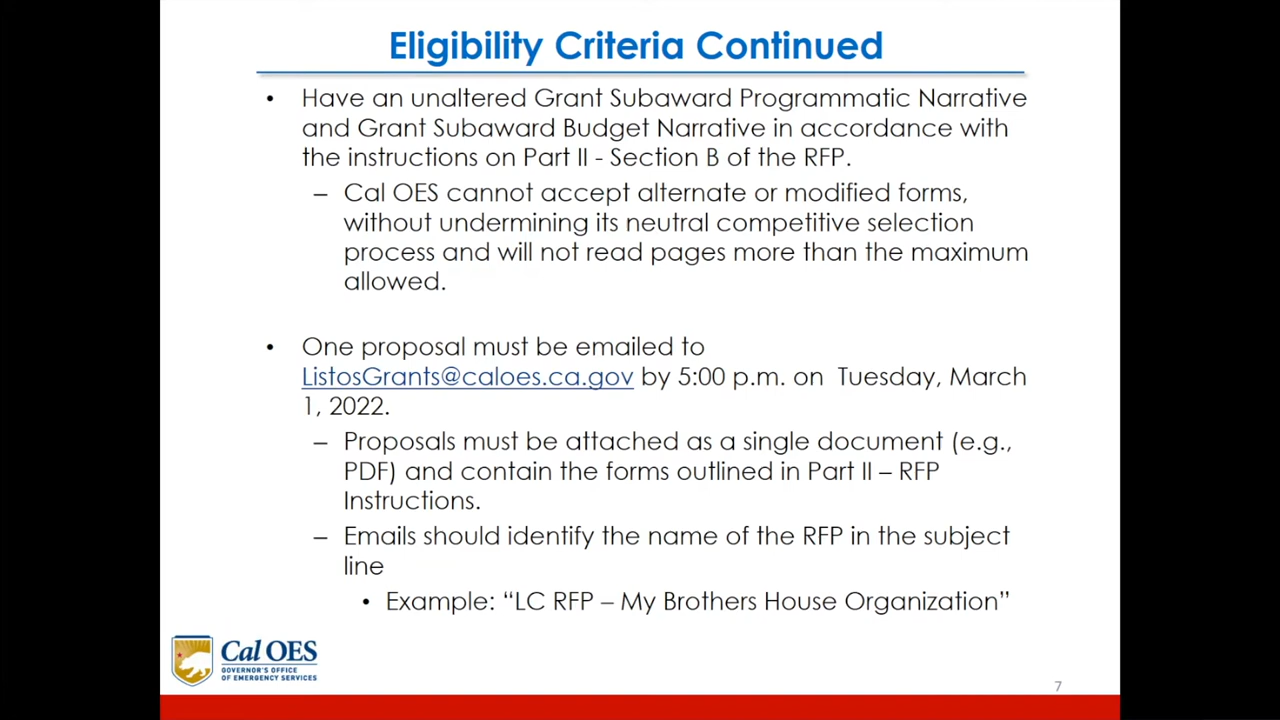 Eligibility Criteria Continued
• Have an unaltered Grant Subaward Programmatic Narrative
and Grant Subaward Budget Narrative in accordance with
the instructions on Part II - Section B of the RFP.
– Cal OES cannot accept alternate or modified forms,
without undermining its neutral competitive selection
process and will not read pages more than the maximum
allowed.
• One proposal must be emailed to
ListosGrants@caloes.ca.gov by 5:00 p.m. on Tuesday, March
1, 2022.
– Proposals must be attached as a single document (e.g.,
PDF) and contain the forms outlined in Part II – RFP
Instructions.
– Emails should identify the name of the RFP in the subject
line
• Example: “LC RFP – My Brothers House Organization”
Cal OES
GOVERNOR'S OFFICE
OF EMERGENCY SERVICES
7